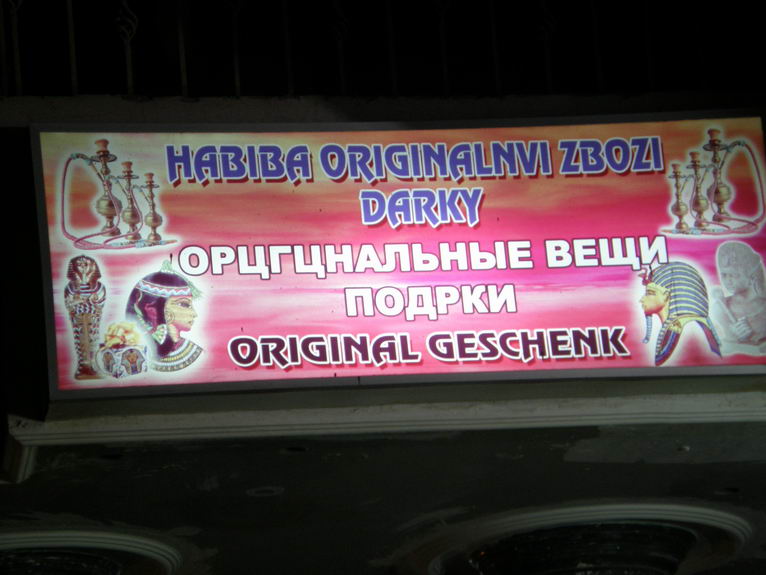 HABIBA ORIGINALNVI ZBOZI
DARKY
ОРЦГЦНАЛЬНЫЕ ВЕЩИ
ПОДРКИ
ORIGINAL GESCHENK